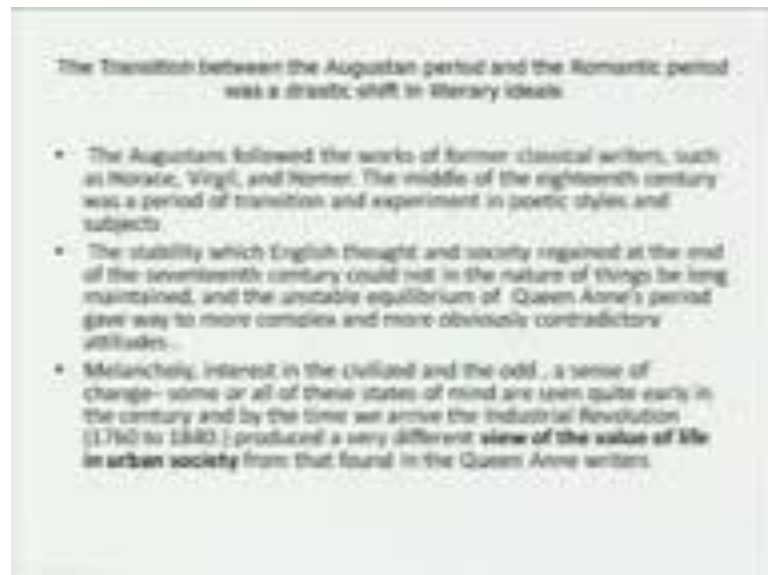 The Transition between the Augustan period and the Romantic period
was a drastic shift in literary ideals
• The Augustans followed the works of former classical writers, such
as Horace, Virgil, and Homer. The middle of the eighteenth century
was a period of transition and experiment in poetic styles and
subjects
• The stability which English thought and society regained at the end
of the seventeenth century could not in the nature of things be long
maintained, and the unstable equilibrium of Queen Anne's period
gave way to more complex and more obviously contradictory
attitudes..
• Melancholy, interest in the civilized and the odd.. a sense of
change- some or all of these states of mind are seen quite early in
the century and by the time we arrive the Industrial Revolution
(1760 to 1840.) produced a very different view of the value of life
in urban society from that found in the Queen Anne writers